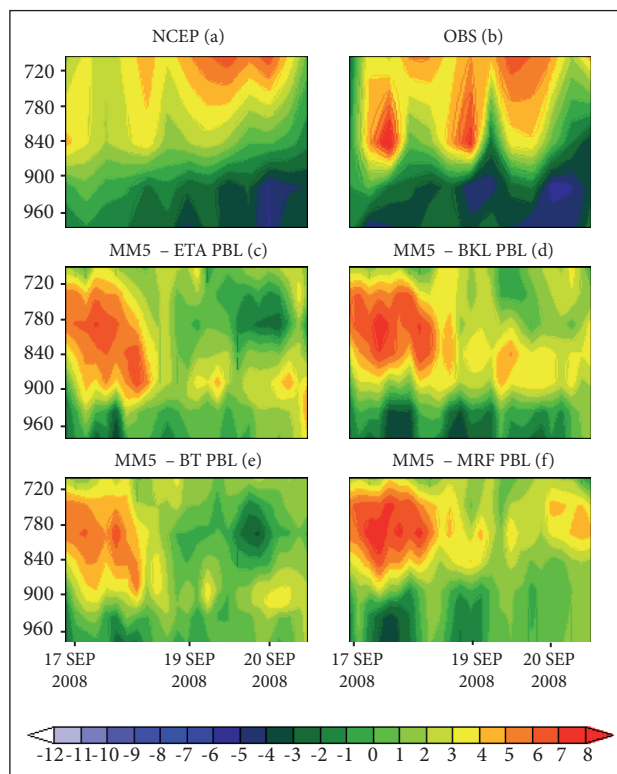 NCEP (a) OBS (b)
720
780
840
900
960
MM5 – ETA PBL (c) MM5 – BKL PBL (d)
720
780
840
900
960
MM5 – BT PBL (e) MM5 – MRF PBL (f)
720
780
840
900
960
17 SEP 19 SEP 20 SEP 17 SEP 19 SEP 20 SEP
2008 2008 2008 2008 2008 2008
-12 -11 -10 -9 -8 -7 -6 -5 -4 -3 -2 -1 0 1 2 3 4 5 6 7 8